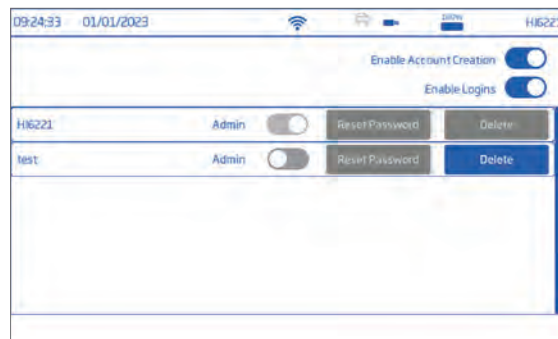 09:24:33 01/01/2023 HI6221
Enable Account Creation
Enable Logins
HI6221 Admin Reset Password Delete
test Admin Reset Password Delete